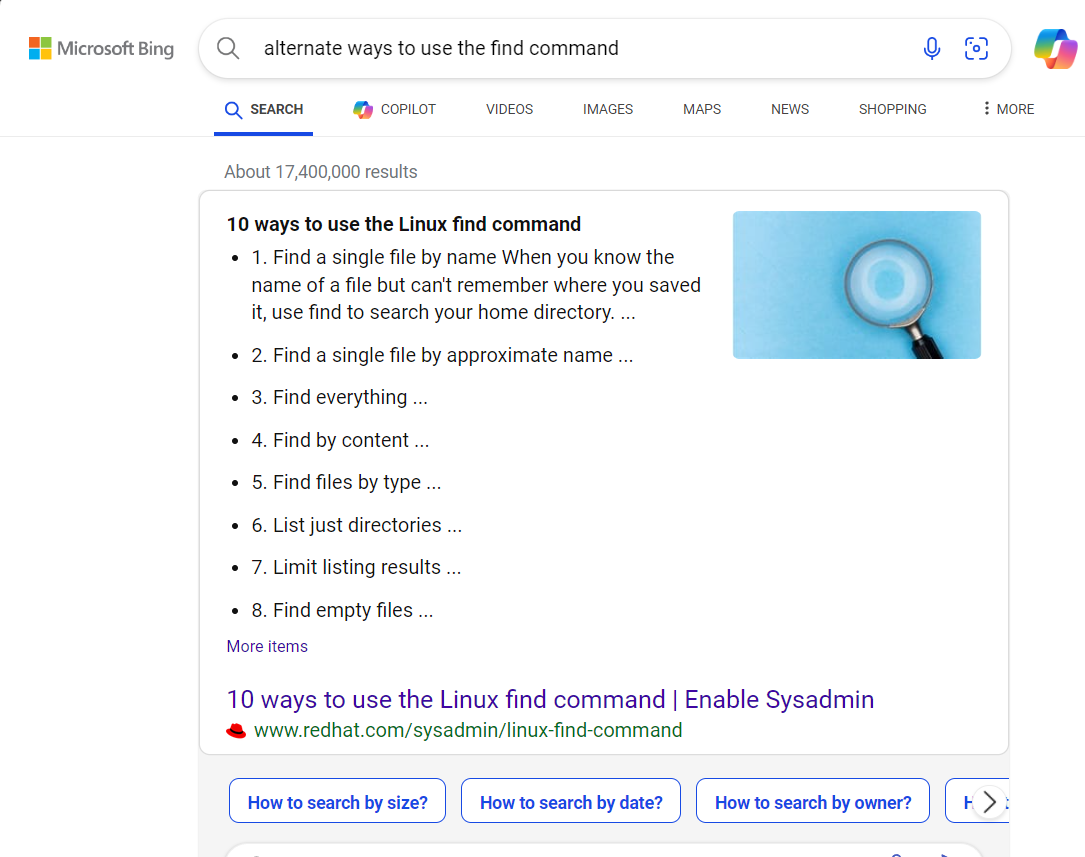 Microsoft Bing
alternate ways to use the find command
SEARCH
COPILOT
VIDEOS
IMAGES
MAPS
NEWS
SHOPPING
MORE
About 17,400,000 results
10 ways to use the Linux find command
• 1. Find a single file by name When you know the
name of a file but can't remember where you saved
it, use find to search your home directory. ...
• 2. Find a single file by approximate name ...
• 3. Find everything ...
• 4. Find by content ...
• 5. Find files by type ...
• 6. List just directories ...
• 7. Limit listing results ...
• 8. Find empty files ...
More items
10 ways to use the Linux find command | Enable Sysadmin
www.redhat.com/sysadmin/linux-find-command
How to search by size?
How to search by date?
How to search by owner?